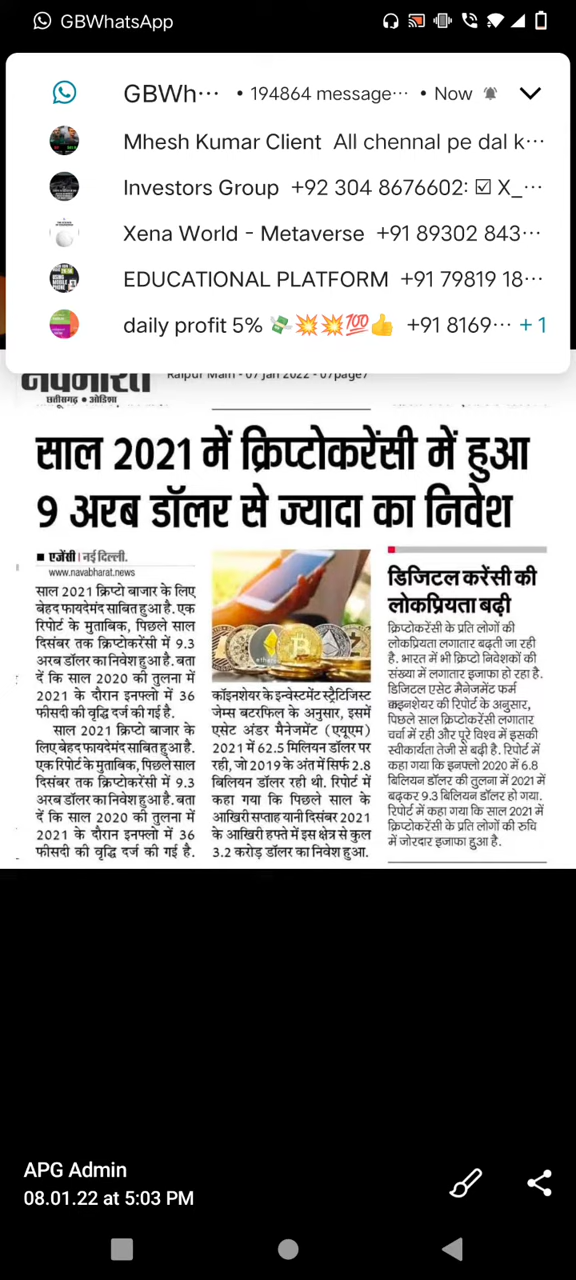 GBWhatsApp
GBWh··· • 194864 message··· • Now
Mhesh Kumar Client All chennal pe dal k···
Investors Group +92 304 8676602: ☑ X_···
Xena World - Metaverse +91 89302 843···
EDUCATIONAL PLATFORM +91 79819 18···
daily profit 5% 💸💥💥💯👍 +91 8169··· + 1
नवभारत
छत्तीसगढ़ • ओडिशा
Raipur Main - 07 Jan 2022 - 07page7
साल 2021 में क्रिप्टोकरेंसी में हुआ
9 अरब डॉलर से ज्यादा का निवेश
■ एजेंसी | नई दिल्ली.
www.navabharat.news
साल 2021 क्रिप्टो बाजार के लिए
बेहद फायदेमंद साबित हुआ है. एक
रिपोर्ट के मुताबिक, पिछले साल
दिसंबर तक क्रिप्टोकरेंसी में 9.3
अरब डॉलर का निवेश हुआ है. बता
दें कि साल 2020 की तुलना में
2021 के दौरान इनफ्लो में 36
फीसदी की वृद्धि दर्ज की गई है.
साल 2021 क्रिप्टो बाजार के
लिए बेहद फायदेमंद साबित हुआ है.
एक रिपोर्ट के मुताबिक, पिछले साल
दिसंबर तक क्रिप्टोकरेंसी में 9.3
अरब डॉलर का निवेश हुआ है. बता
दें कि साल 2020 की तुलना में
2021 के दौरान इनफ्लो में 36
फीसदी की वृद्धि दर्ज की गई है.
कॉइनशेयर के इन्वेस्टमेंट स्ट्रैटिजिस्ट
जेम्स बटरफिल के अनुसार, इसमें
एसेट अंडर मैनेजमेंट (एयूएम)
2021 में 62.5 मिलियन डॉलर पर
रही, जो 2019 के अंत में सिर्फ 2.8
बिलियन डॉलर रही थी. रिपोर्ट में
कहा गया कि पिछले साल के
आखिरी सप्ताह यानी दिसंबर 2021
के आखिरी हफ्ते में इस क्षेत्र से कुल
3.2 करोड़ डॉलर का निवेश हुआ.
डिजिटल करेंसी की
लोकप्रियता बढ़ी
क्रिप्टोकरेंसी के प्रति लोगों की
लोकप्रियता लगातार बढ़ती जा रही
है. भारत में भी क्रिप्टो निवेशकों की
संख्या में लगातार इजाफा हो रहा है.
डिजिटल एसेट मैनेजमेंट फर्म
क्वाइनशेयर की रिपोर्ट के अनुसार,
पिछले साल क्रिप्टोकरेंसी लगातार
चर्चा में रही और पूरे विश्व में इसकी
स्वीकार्यता तेजी से बढ़ी है. रिपोर्ट में
कहा गया कि इनफ्लो 2020 में 6.8
बिलियन डॉलर की तुलना में 2021 में
बढ़कर 9.3 बिलियन डॉलर हो गया.
रिपोर्ट में कहा गया कि साल 2021 में
क्रिप्टोकरेंसी के प्रति लोगों की रुचि
में जोरदार इजाफा हुआ है.
APG Admin
08.01.22 at 5:03 PM